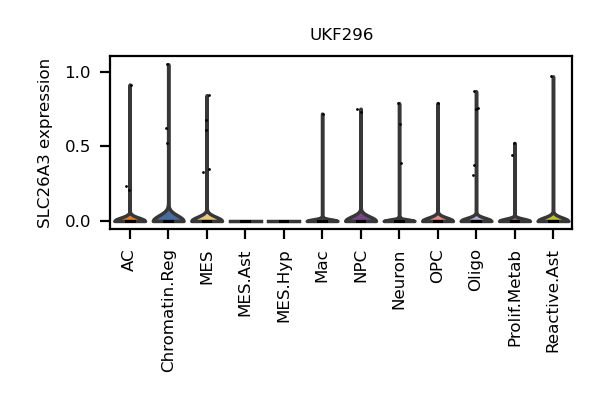 UKF296
SLC26A3 expression
1.0
0.5
0.0
AC
Chromatin.Reg
MES
MES.Ast
MES.Hyp
Mac
NPC
Neuron
OPC
Oligo
Prolif.Metab
Reactive.Ast